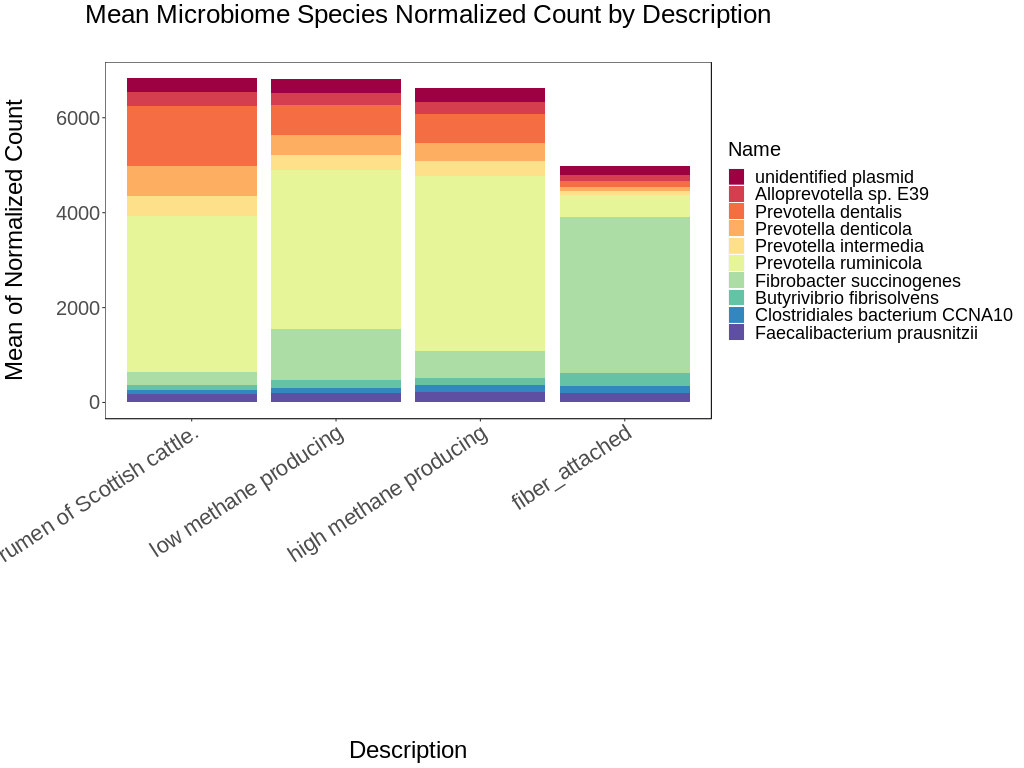 Mean Microbiome Species Normalized Count by Description
Mean of Normalized Count
6000
4000
2000
0
rumen of Scottish cattle.
low methane producing
high methane producing
fiber_attached
Description
Name
unidentified plasmid
Alloprevotella sp. E39
Prevotella dentalis
Prevotella denticola
Prevotella intermedia
Prevotella ruminicola
Fibrobacter succinogenes
Butyrivibrio fibrisolvens
Clostridiales bacterium CCNA10
Faecalibacterium prausnitzii